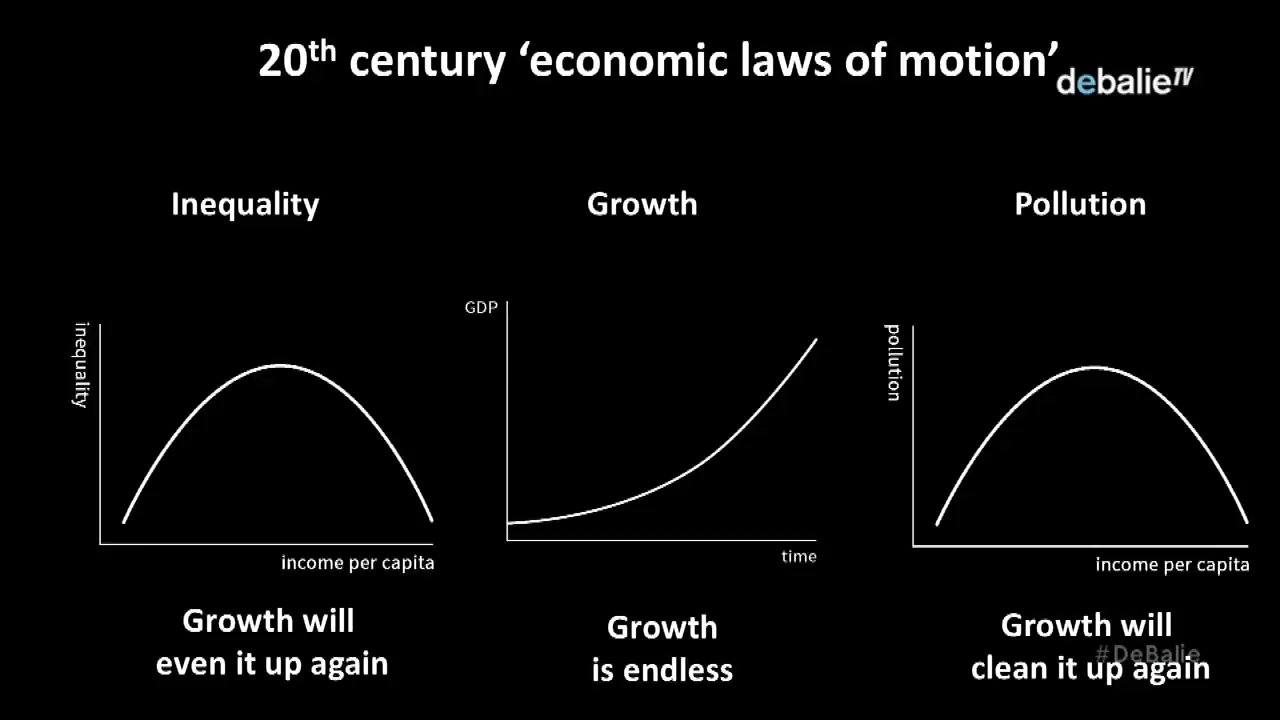 20th century ‘economic laws of motion’
debalieTV
Inequality
Growth
Pollution
inequality
income per capita
GDP
time
pollution
income per capita
Growth will
even it up again
Growth
is endless
Growth will
clean it up again
#DeBalie